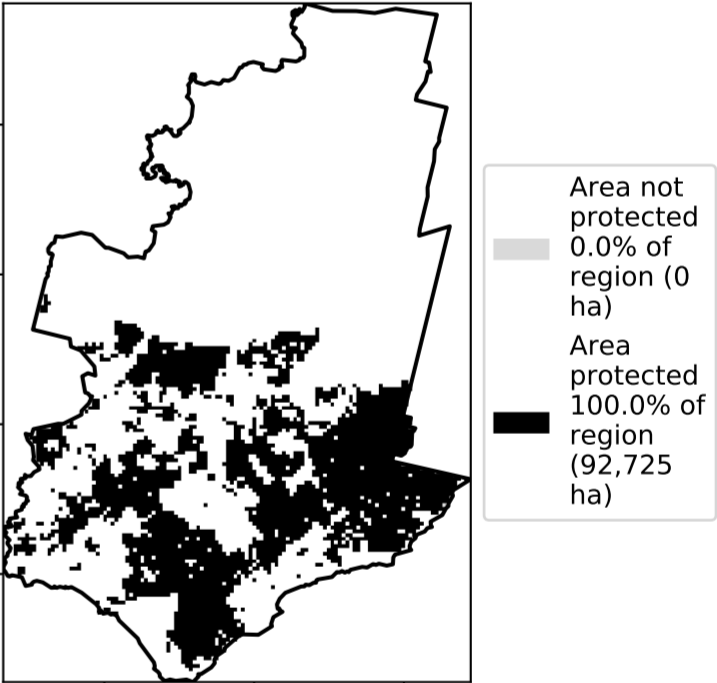 Area not
protected
0.0% of
region (0
ha)
Area
protected
100.0% of
region
(92,725
ha)